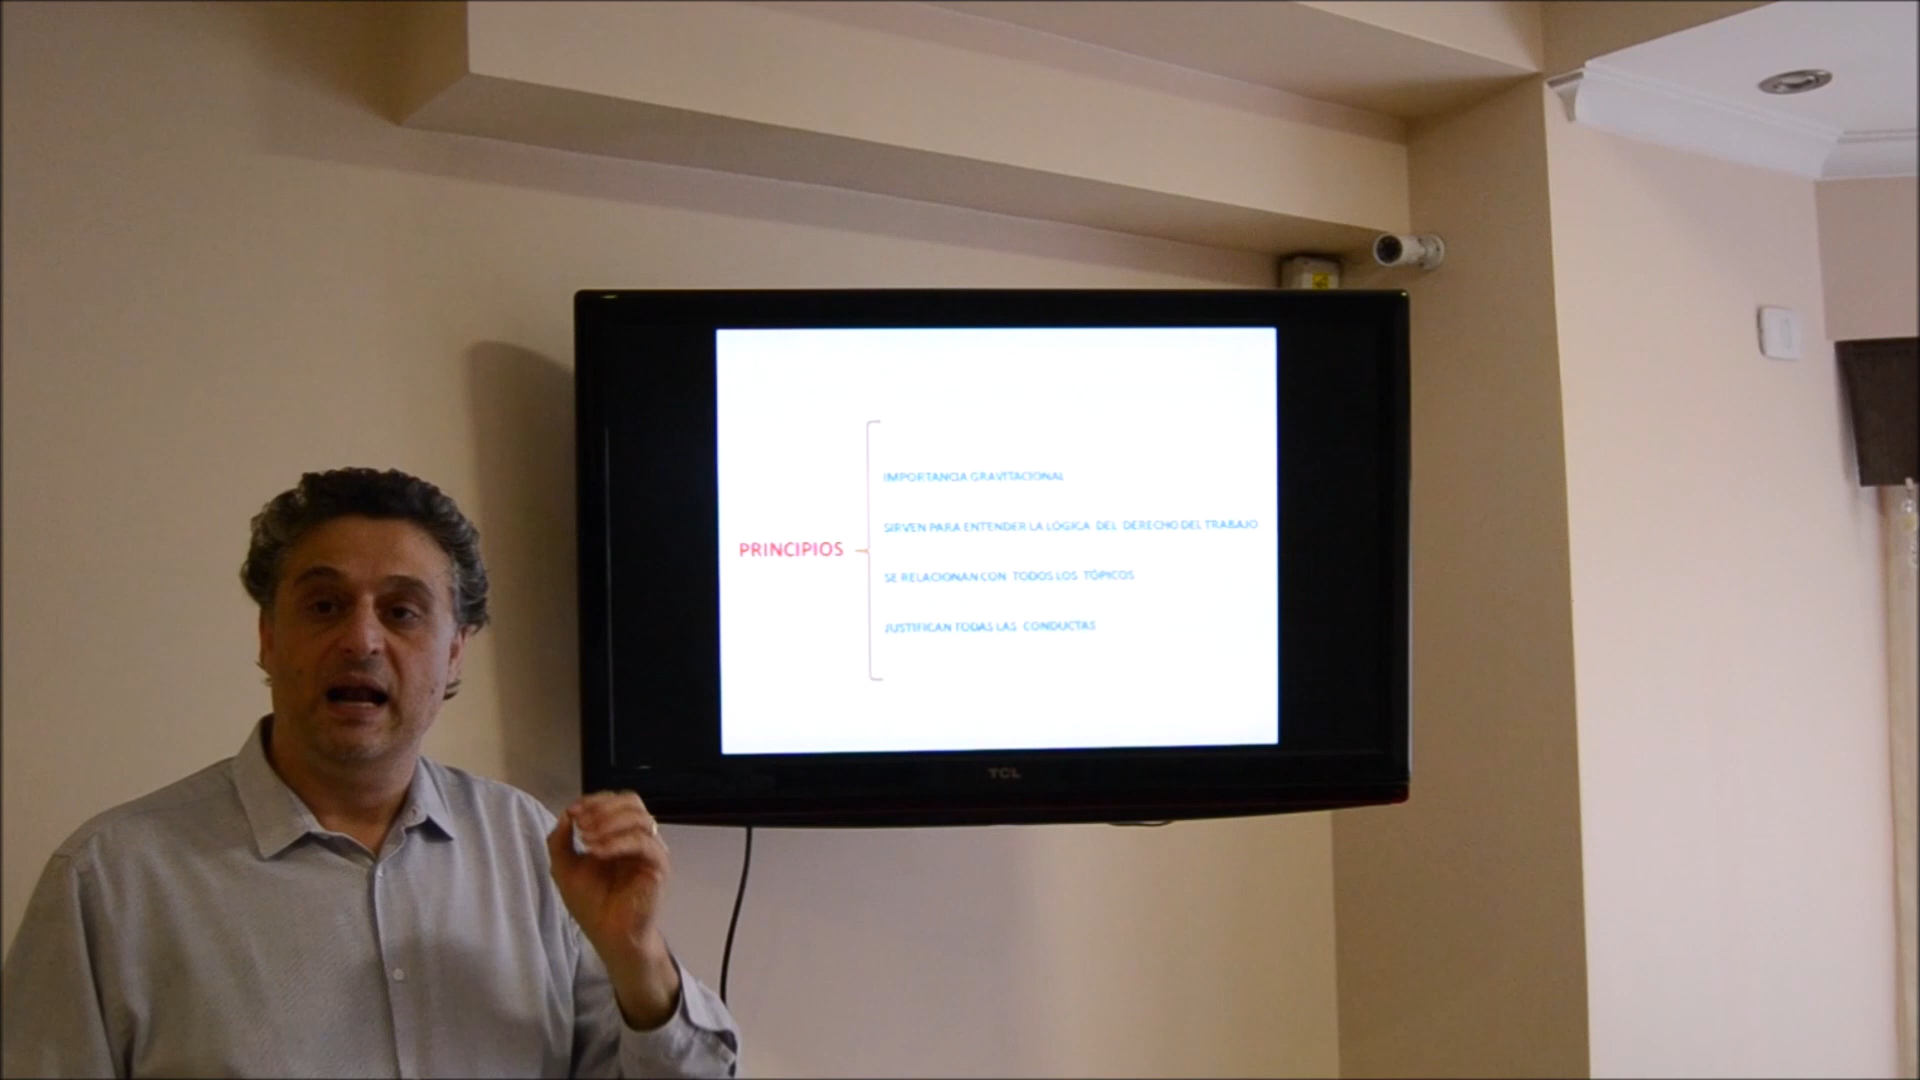 IMPORTANCIA GRAVITACIONAL
SIRVEN PARA ENTENDER LA LÓGICA DEL DERECHO DEL TRABAJO
PRINCIPIOS
SE RELACIONAN CON TODOS LOS TÓPICOS
JUSTIFICAN TODAS LAS CONDUCTAS
TCL